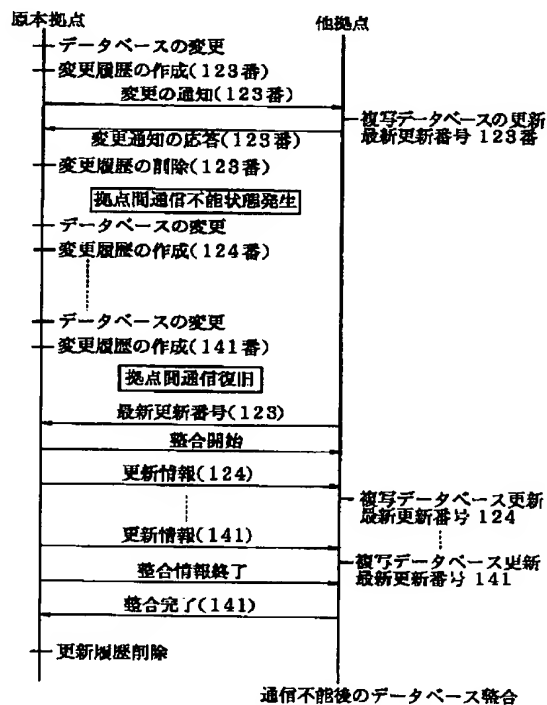 原本拠点
他拠点
データベースの変更
変更履歴の作成(123番)
変更の通知(123番)
複写データベースの更新
最新更新番号 123番
変更通知の応答(123番)
変更履歴の削除(123番)
拠点間通信不能状態発生
データベースの変更
変更履歴の作成(124番)
データベースの変更
変更履歴の作成(141番)
拠点間通信復旧
最新更新番号(123)
整合開始
更新情報(124)
複写データベース更新
最新更新番号 124
更新情報(141)
複写データベース更新
最新更新番号 141
整合情報終了
整合完了(141)
更新履歴削除
通信不能後のデータベース整合